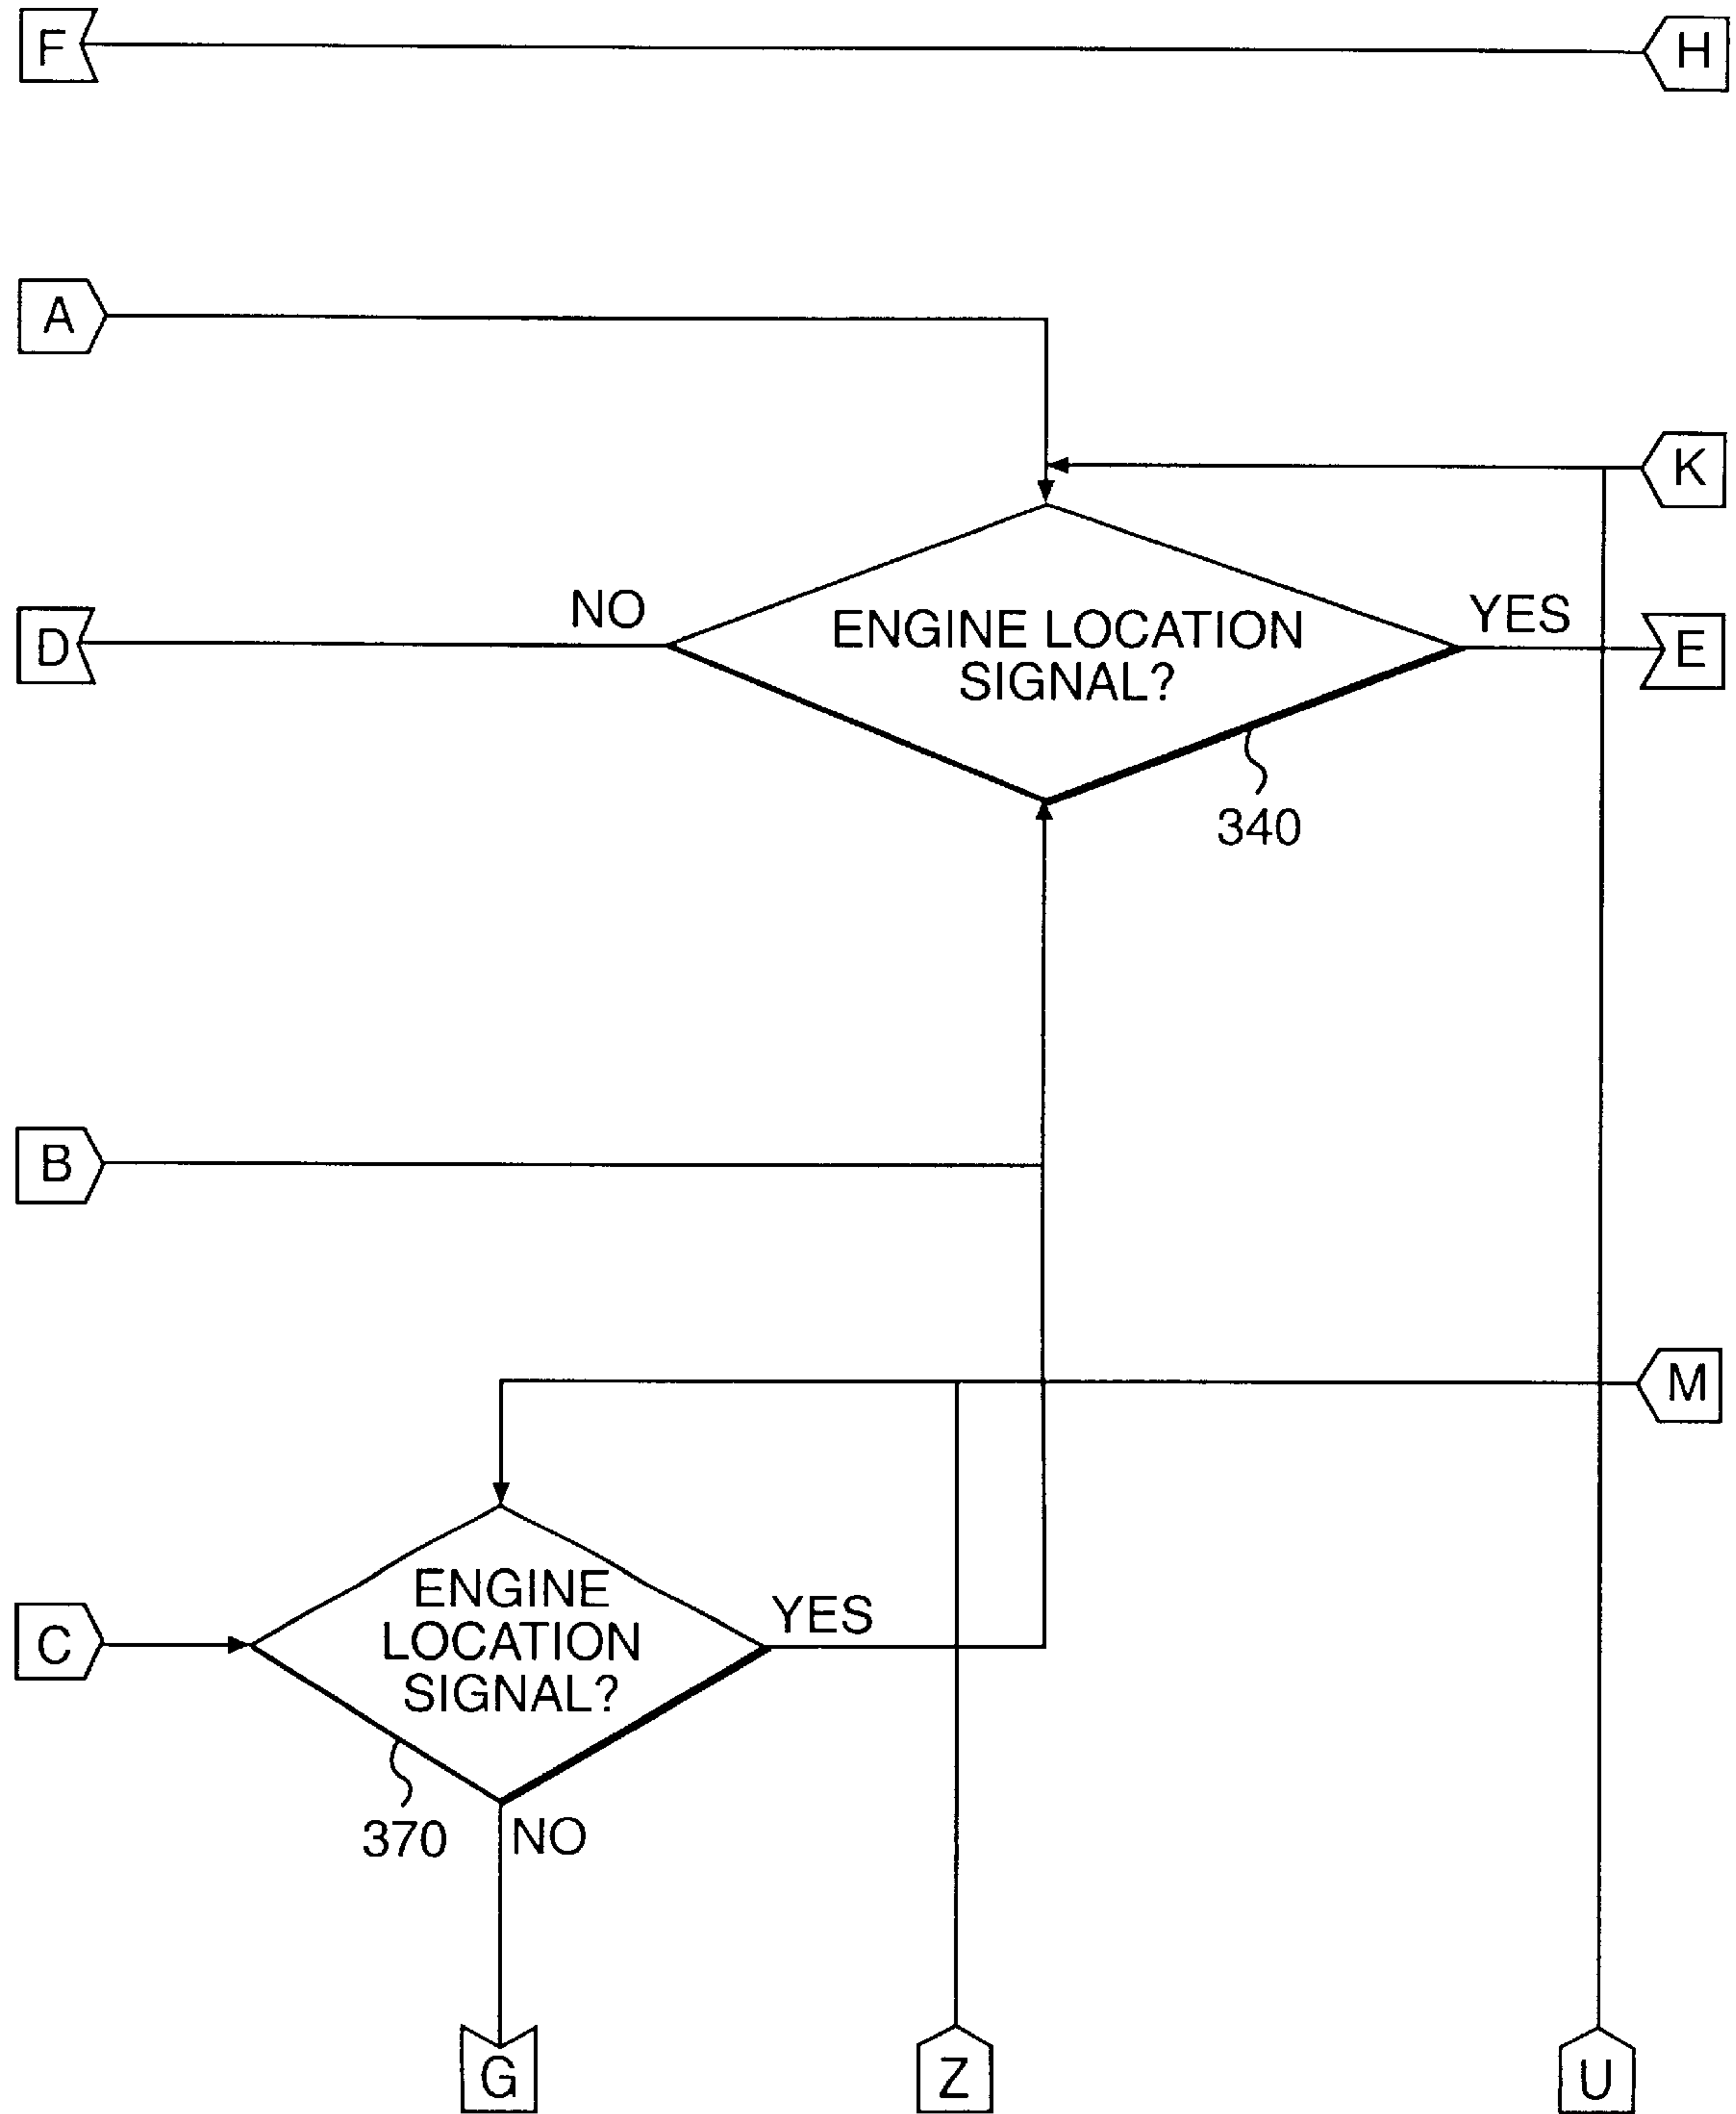 F
H
A
K
NO
YES
D
ENGINE LOCATION
SIGNAL?
E
340
B
M
ENGINE
LOCATION
SIGNAL?
YES
C
370
NO
G
Z
U